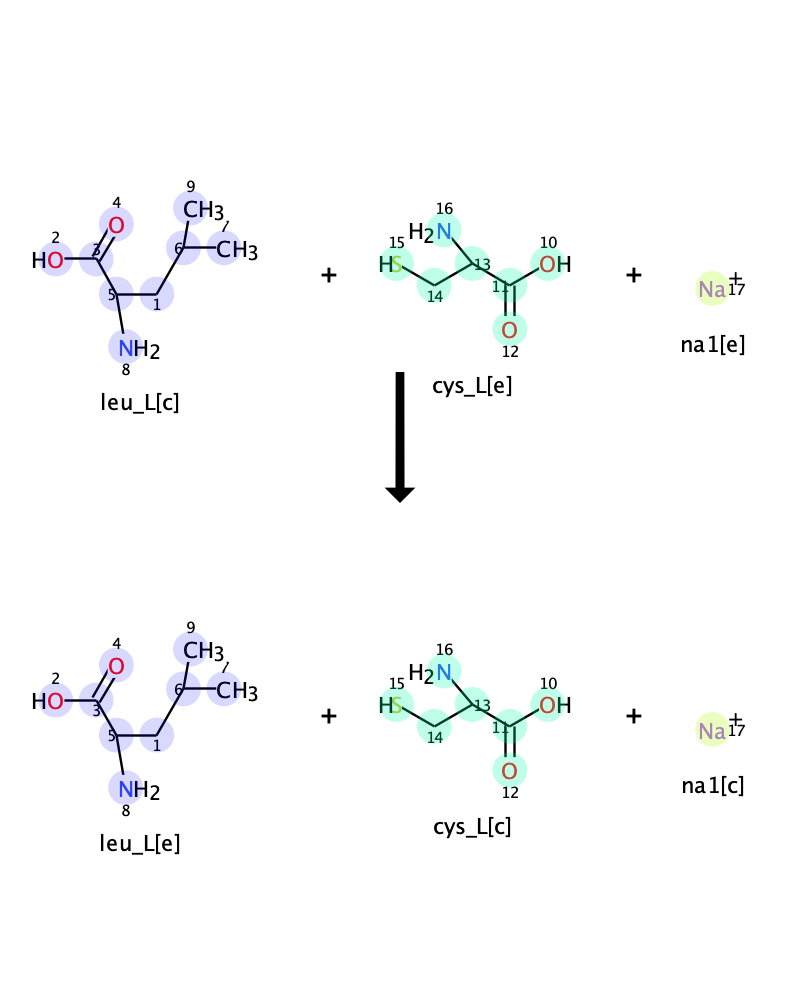 9
4 CH3
2 O 7
3 6 CH3
HO
5 1
NH2
8
leu_L[c]
+
16
H2N
15 10
HS 13 OH
14 11
O
12
cys_L[e]
+
Na+
17
na1[e]
9
4 CH3
2 O 7
3 6 CH3
HO
5 1
NH2
8
leu_L[e]
+
16
H2N
15 10
HS 13 OH
14 11
O
12
cys_L[c]
+
Na+
17
na1[c]